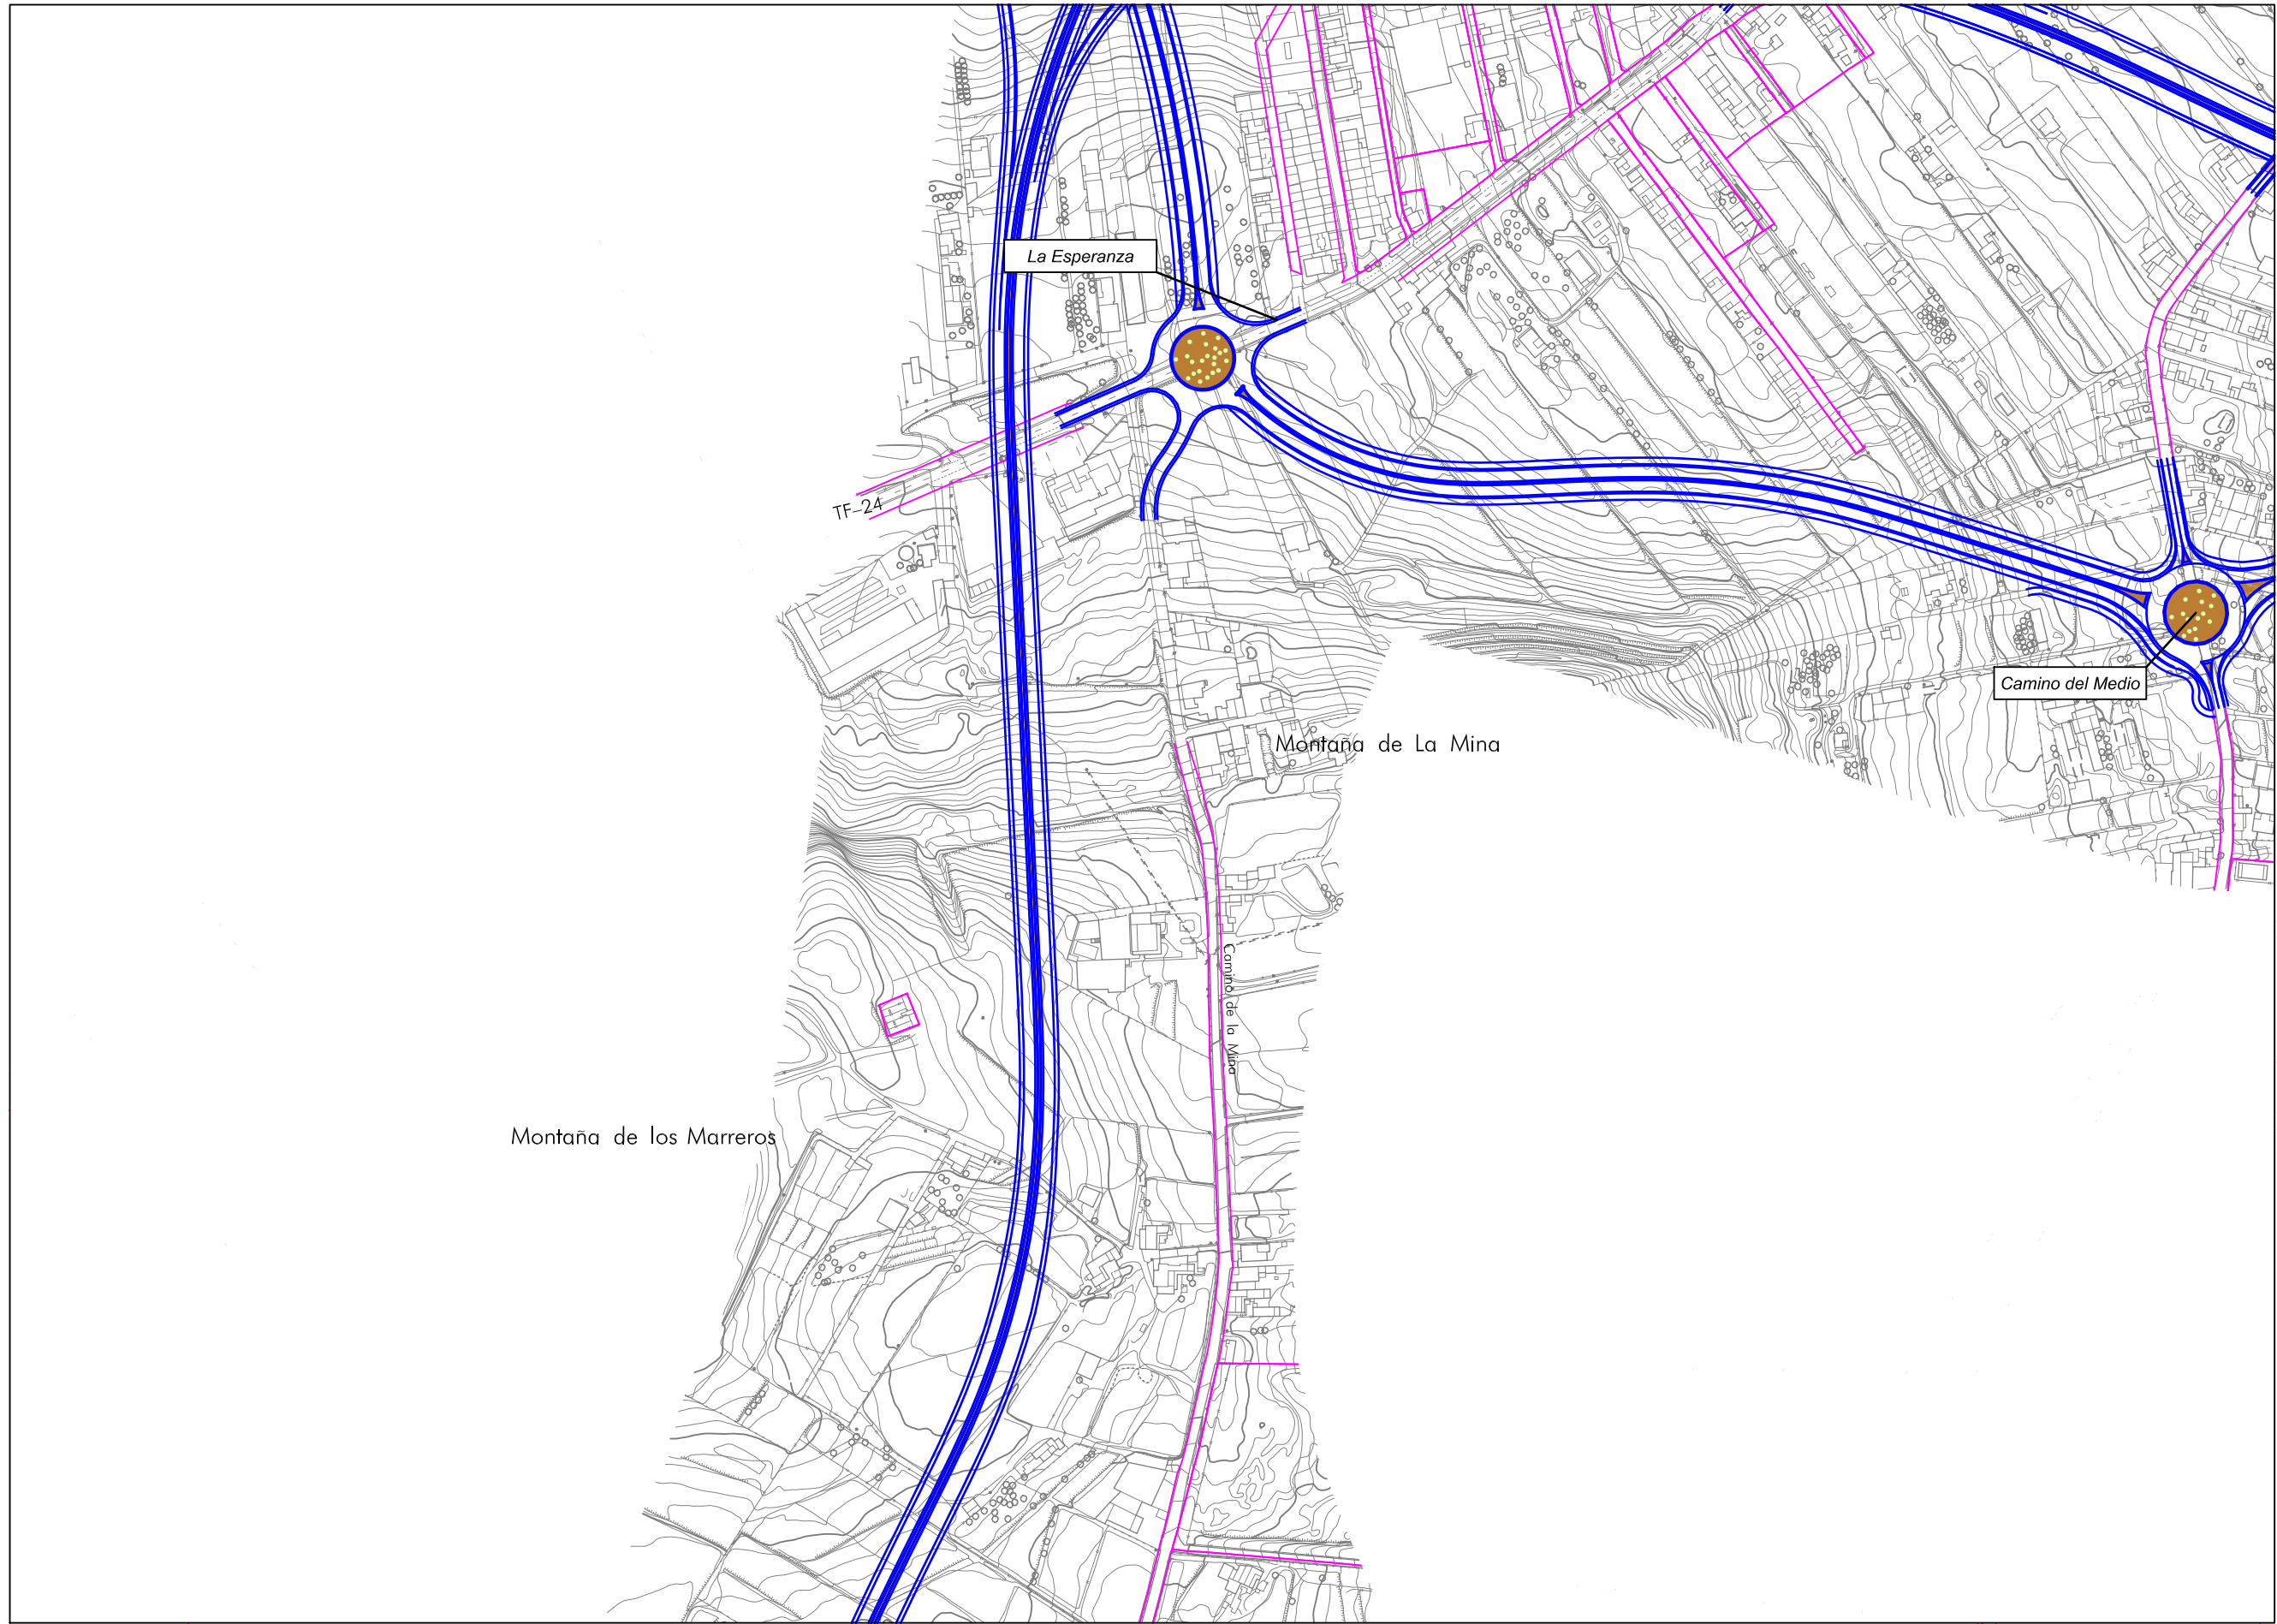 La Esperanza
TF-24
Camino del Medio
Montaña de La Mina
Camino de la Mina
Montaña de los Marreros